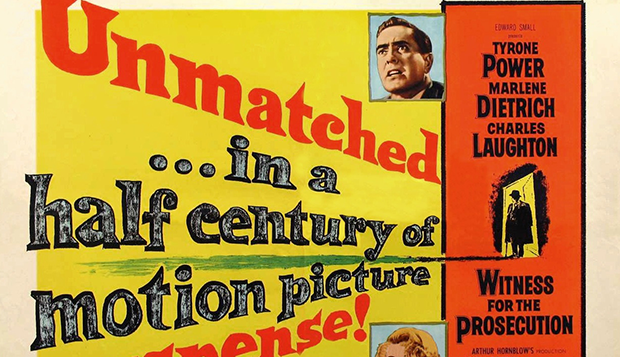 Unmatched
...in a
half century of
motion picture
EDWARD SMALL
TYRONE
POWER
MARLENE
DIETRICH
CHARLES
LAUGHTON
WITNESS
FOR THE
PROSECUTION
ARTHUR HORNBLOW'S PRODUCTION